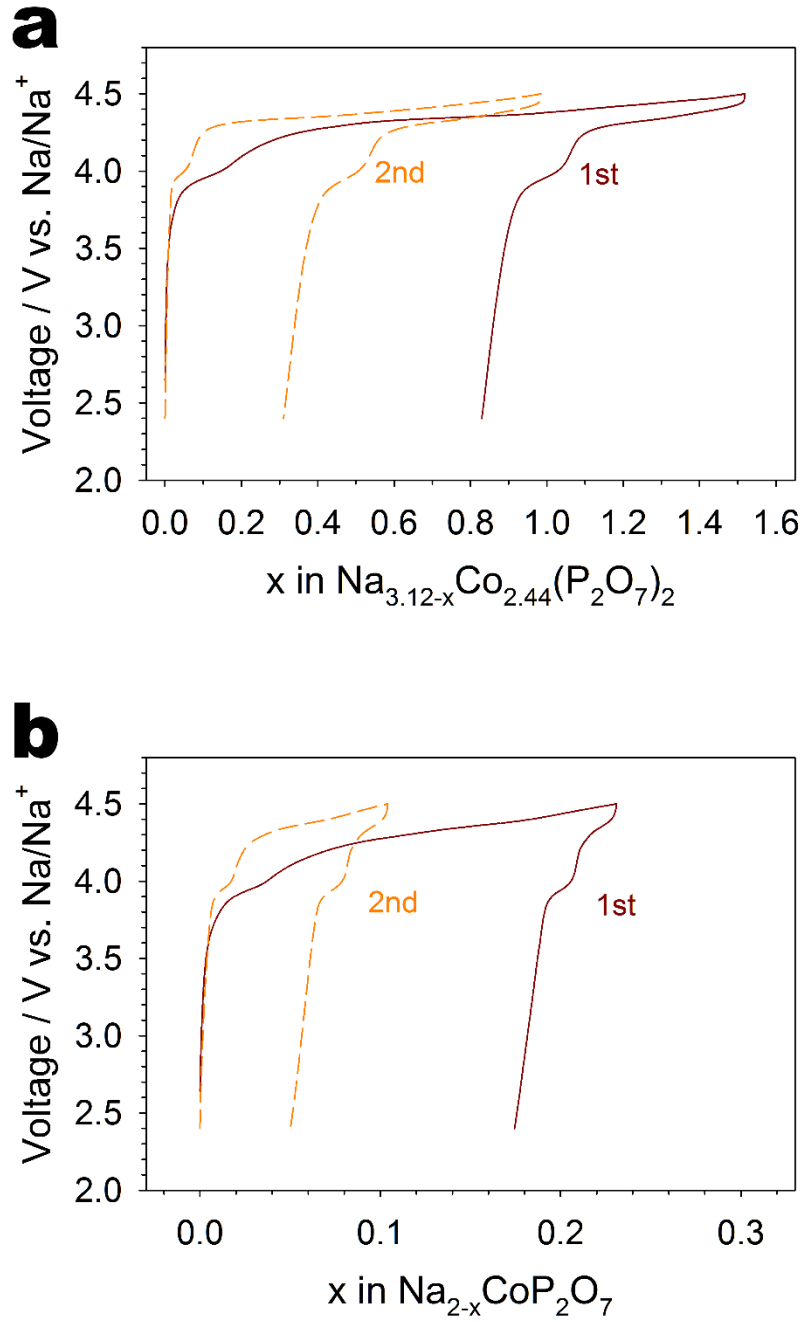 a
Voltage / V vs. Na/Na⁺
4.5
4.0
3.5
3.0
2.5
2.0
2nd
1st
0.0 0.2 0.4 0.6 0.8 1.0 1.2 1.4 1.6
x in Na₃.₁₂₋ₓCo₂.₄₄(P₂O₇)₂
b
Voltage / V vs. Na/Na⁺
4.5
4.0
3.5
3.0
2.5
2.0
2nd
1st
0.0 0.1 0.2 0.3
x in Na₂₋ₓCoP₂O₇